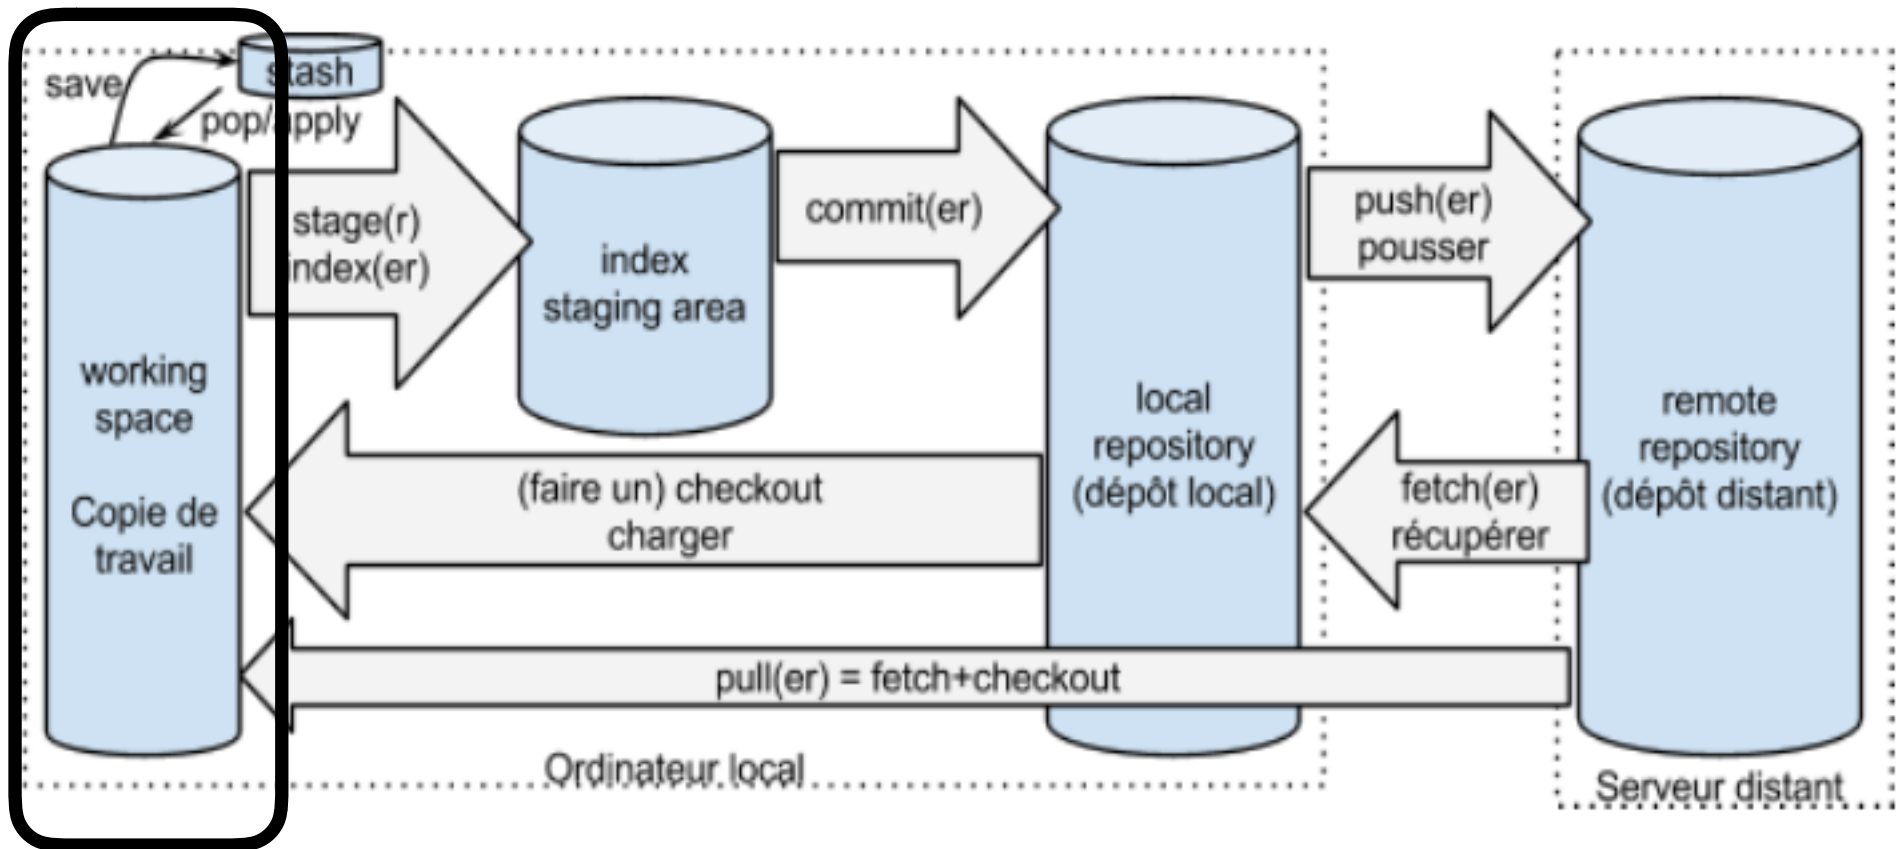 save
stash
pop/apply
stage(r)
index(er)
commit(er)
push(er)
pousser
index
staging area
working
space
Copie de
travail
local
repository
(dépôt local)
remote
repository
(dépôt distant)
(faire un) checkout
charger
fetch(er)
récupérer
pull(er) = fetch+checkout
Ordinateur local
Serveur distant